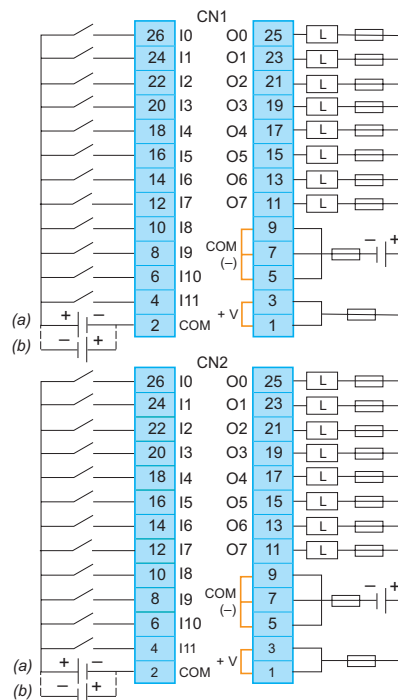 CN1
26 I0 O0 25 L
24 I1 O1 23 L
22 I2 O2 21 L
20 I3 O3 19 L
18 I4 O4 17 L
16 I5 O5 15 L
14 I6 O6 13 L
12 I7 O7 11 L
10 I8 9
8 I9 COM (–) 7 – +
6 I10 5
4 I11 3
(a) + – 2 COM + V 1
(b) – +
CN2
26 I0 O0 25 L
24 I1 O1 23 L
22 I2 O2 21 L
20 I3 O3 19 L
18 I4 O4 17 L
16 I5 O5 15 L
14 I6 O6 13 L
12 I7 O7 11 L
10 I8 9
8 I9 COM (–) 7 – +
6 I10 5
4 I11 3
(a) + – 2 COM + V 1
(b) – +